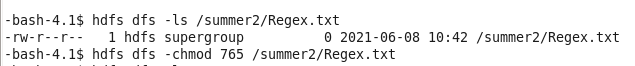 -bash-4.1$ hdfs dfs -ls /summer2/Regex.txt
-rw-r--r--   1 hdfs supergroup          0 2021-06-08 10:42 /summer2/Regex.txt
-bash-4.1$ hdfs dfs -chmod 765 /summer2/Regex.txt